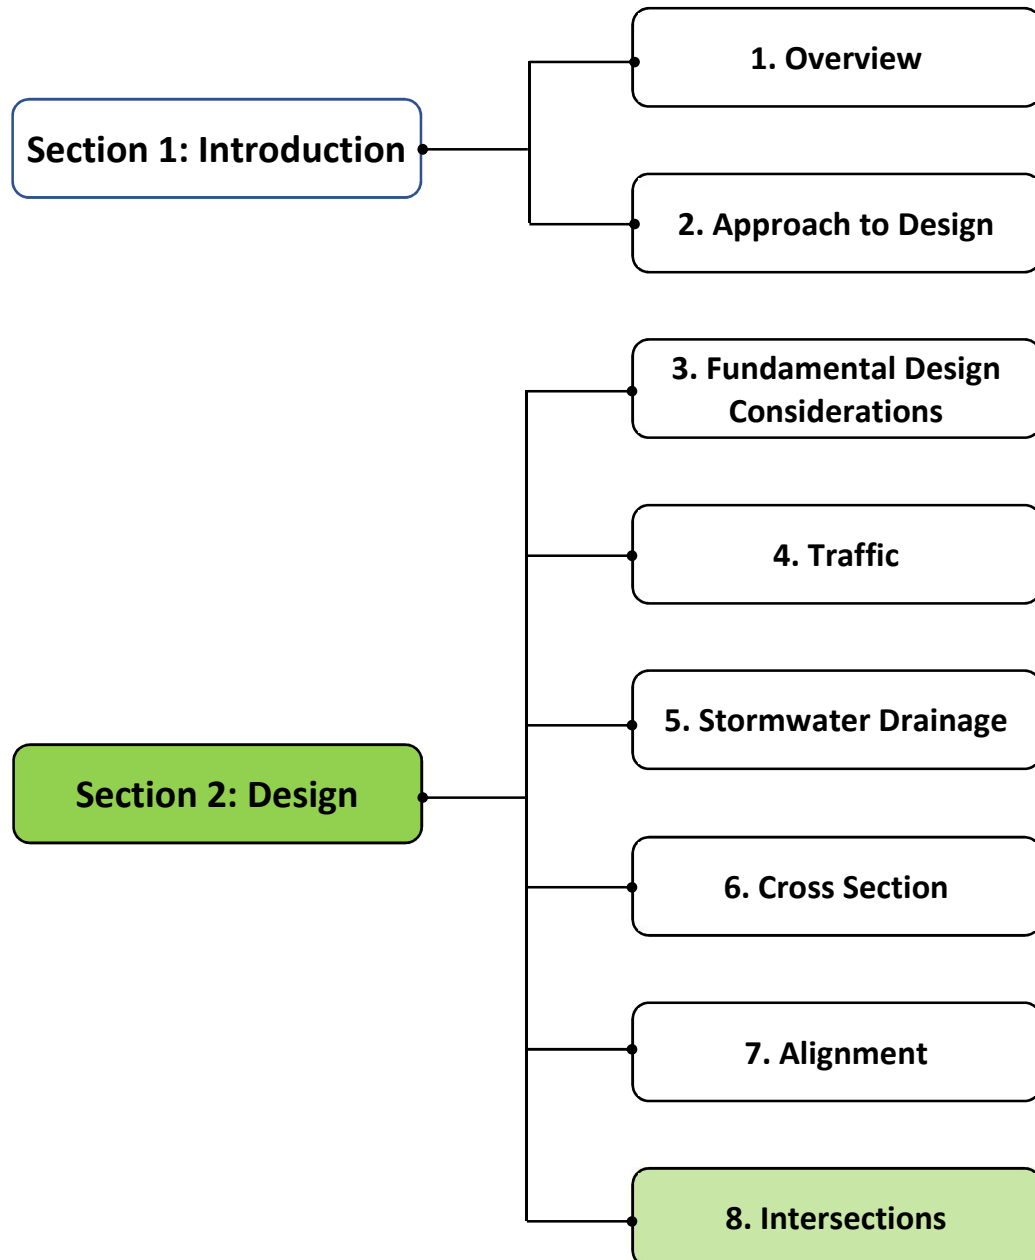 1. Overview
Section 1: Introduction
2. Approach to Design
3. Fundamental Design
Considerations
4. Traffic
5. Stormwater Drainage
Section 2: Design
6. Cross Section
7. Alignment
8. Intersections